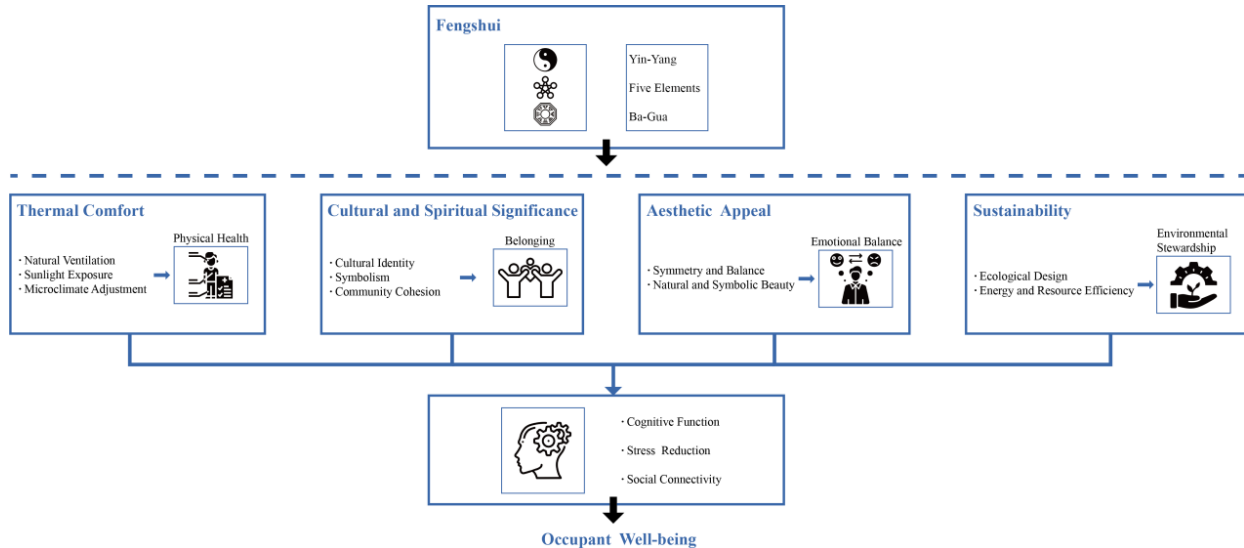 Fengshui
Yin-Yang
Five Elements
Ba-Gua
Thermal Comfort
Physical Health
· Natural Ventilation
· Sunlight Exposure
· Microclimate Adjustment
Cultural and Spiritual Significance
Belonging
· Cultural Identity
· Symbolism
· Community Cohesion
Aesthetic Appeal
Emotional Balance
· Symmetry and Balance
· Natural and Symbolic Beauty
Sustainability
Environmental
Stewardship
· Ecological Design
· Energy and Resource Efficiency
· Cognitive Function
· Stress Reduction
· Social Connectivity
Occupant Well-being